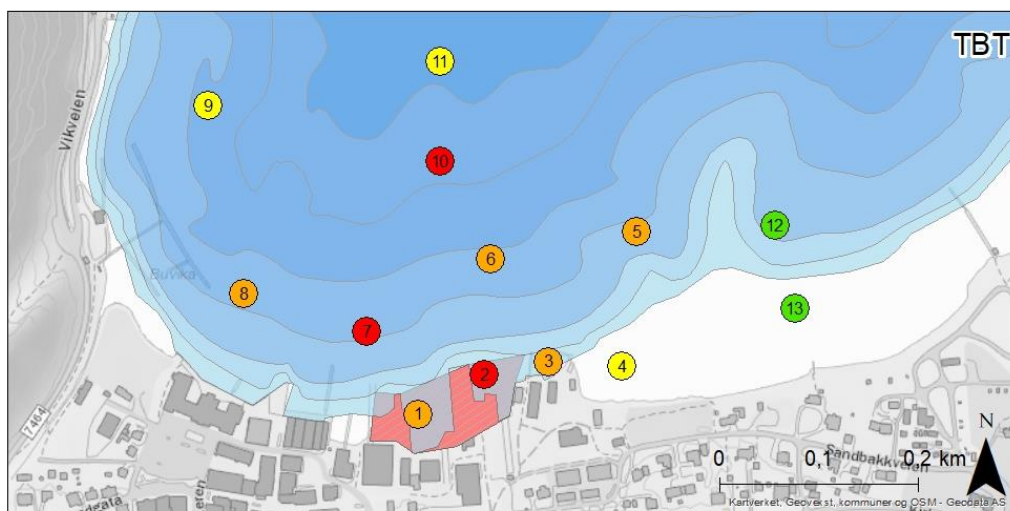 TBT
11
9
Vikveien
10
12
5
6
Buvika
8
13
7
3
4
2
1
7464
N
Sandbakkveien
0 0,1 0,2 km
Kartverket, Geovekst, kommuner og OSM - Geodata AS